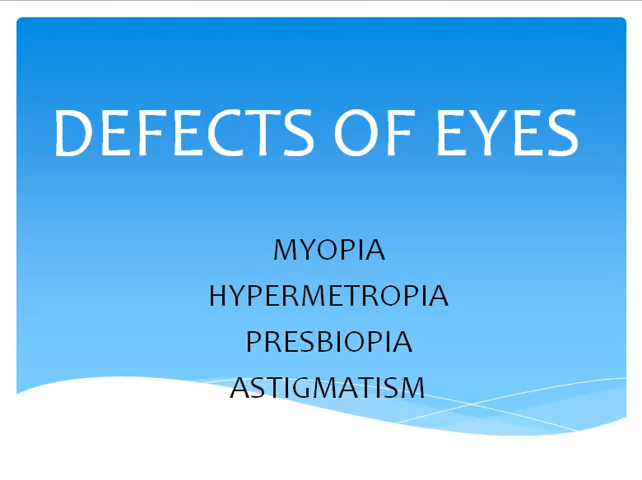 DEFECTS OF EYES
MYOPIA
HYPERMETROPIA
PRESBIOPIA
ASTIGMATISM